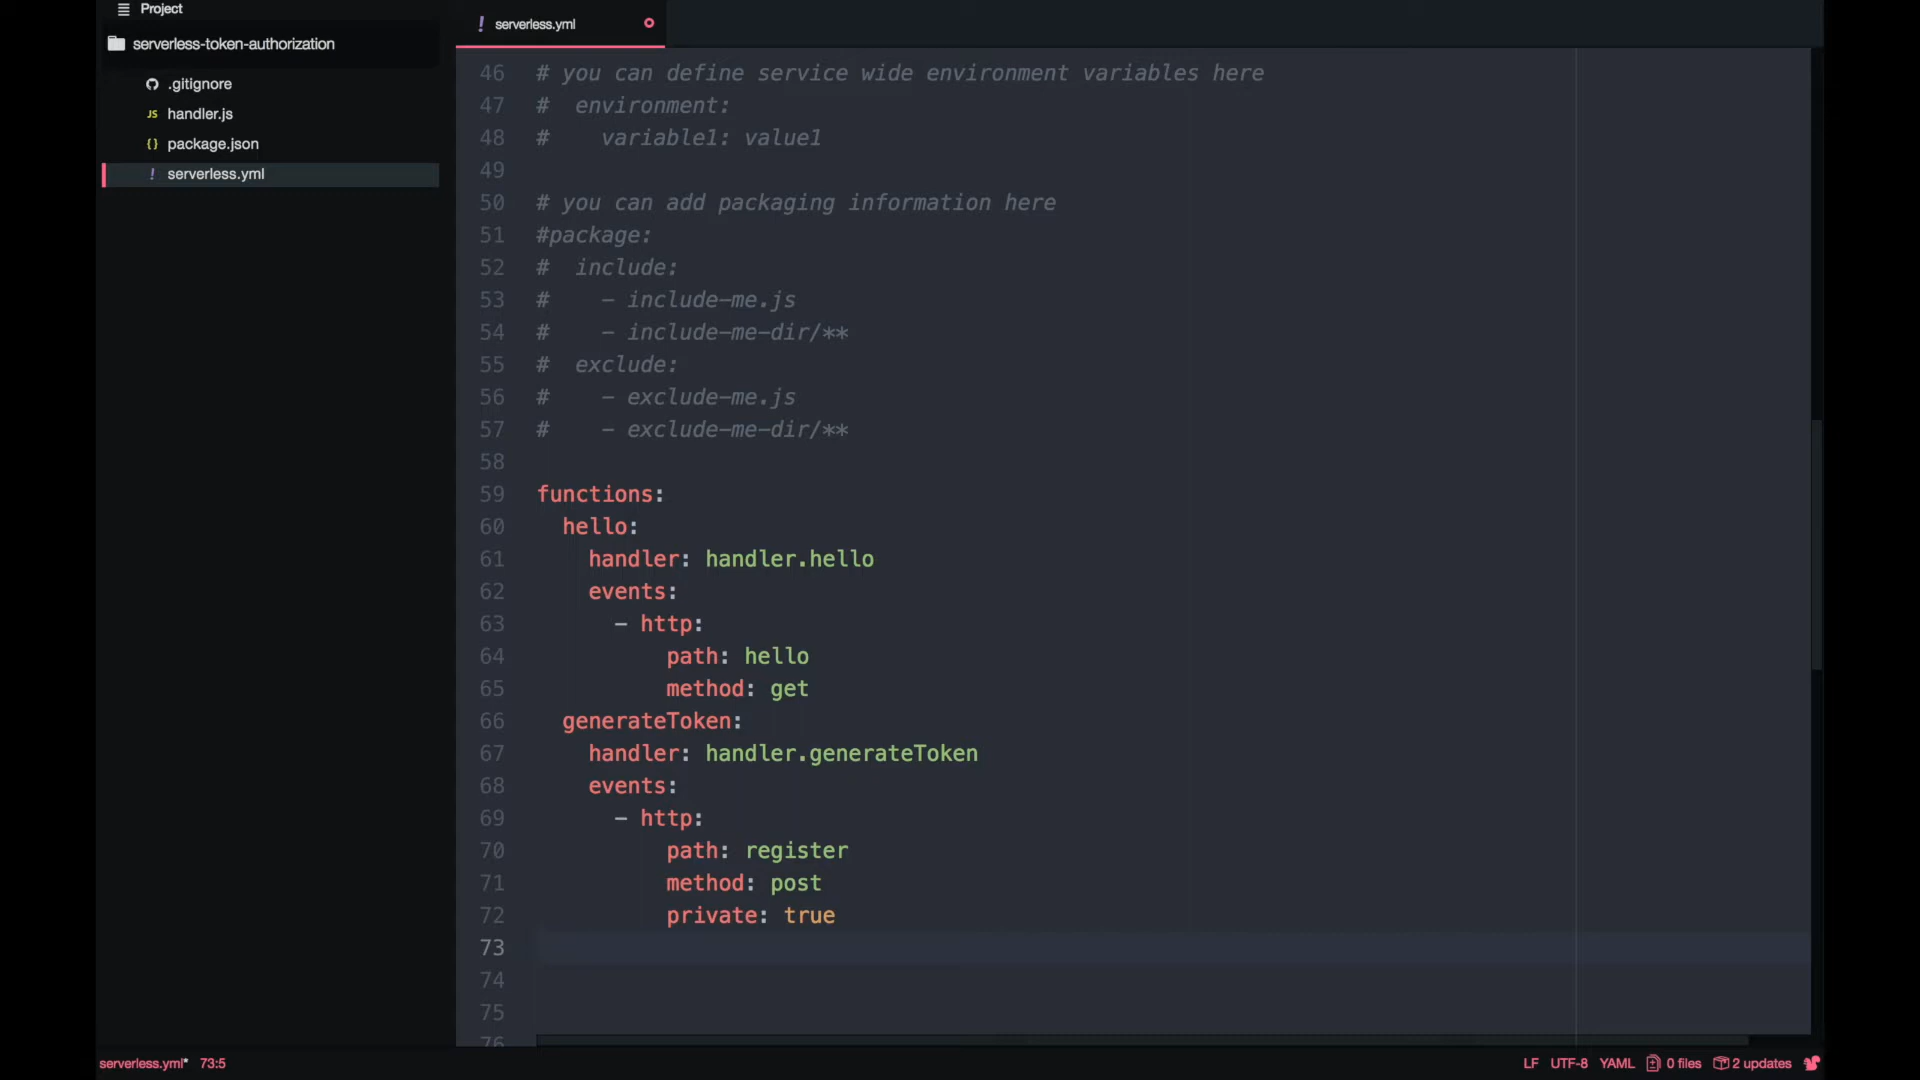 Project
serverless-token-authorization
.gitignore
JS handler.js
{} package.json
! serverless.yml
! serverless.yml
46 # you can define service wide environment variables here
47 #  environment:
48 #    variable1: value1
49
50 # you can add packaging information here
51 #package:
52 #  include:
53 #    - include-me.js
54 #    - include-me-dir/**
55 #  exclude:
56 #    - exclude-me.js
57 #    - exclude-me-dir/**
58
59 functions:
60   hello:
61     handler: handler.hello
62     events:
63       - http:
64           path: hello
65           method: get
66   generateToken:
67     handler: handler.generateToken
68     events:
69       - http:
70           path: register
71           method: post
72           private: true
73
74
75
76
serverless.yml* 73:5 LF UTF-8 YAML 0 files 2 updates